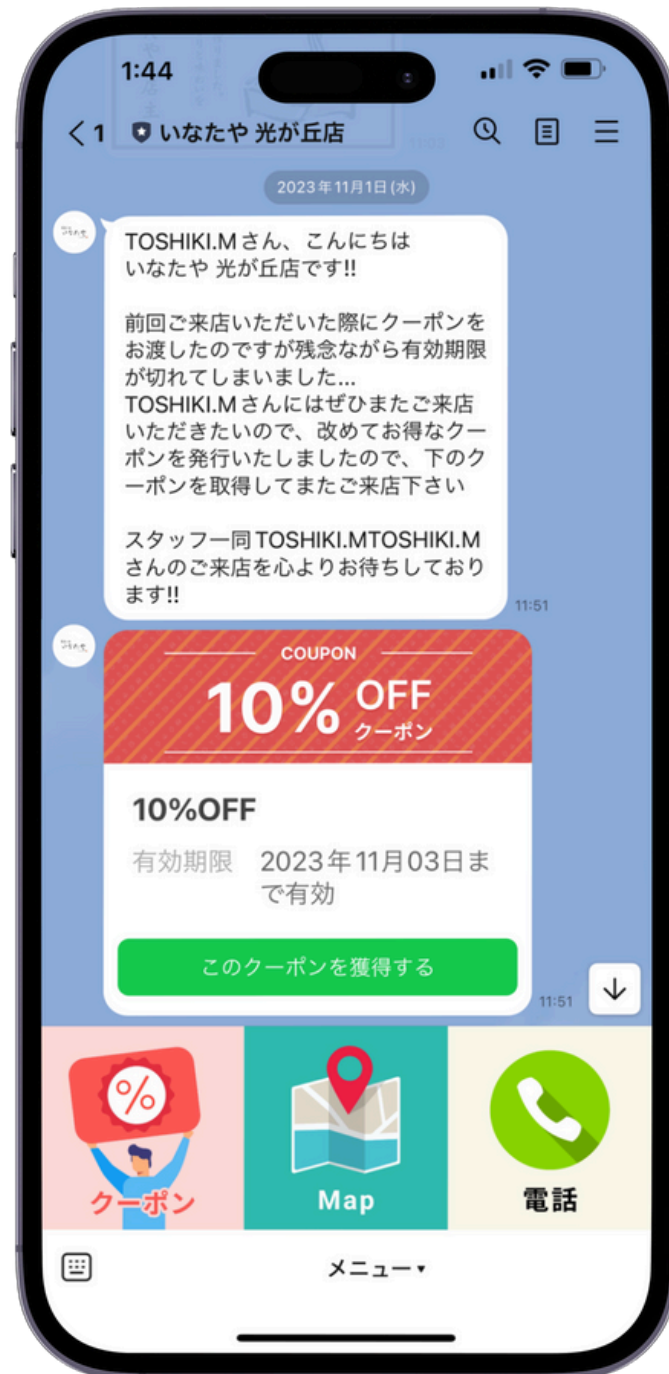 1:44
1
いなたや 光が丘店
11:03
2023年11月1日(水)
TOSHIKI.Mさん、こんにちは
いなたや 光が丘店です!!
前回ご来店いただいた際にクーポンを
お渡したのですが残念ながら有効期限
が切れてしまいました...
TOSHIKI.Mさんにはぜひまたご来店
いただきたいので、改めてお得なクー
ポンを発行いたしましたので、下のク
ーポンを取得してまたご来店下さい
スタッフ一同TOSHIKI.MTOSHIKI.M
さんのご来店を心よりお待ちしており
ます!!
11:51
COUPON
10% OFF
クーポン
10%OFF
有効期限 2023年11月03日ま
で有効
このクーポンを獲得する
11:51
%
クーポン
Map
電話
メニュー▾